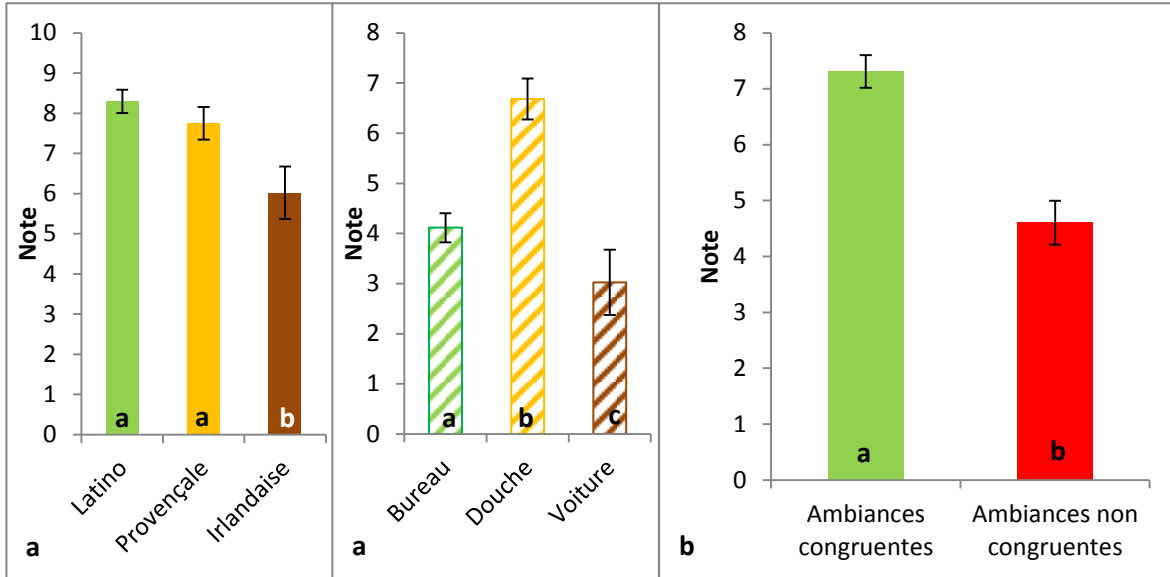 10
9
8
7
6
5
4
3
2
1
0
Note
a
a
b
Latino
Provençale
Irlandaise
a
8
7
6
5
4
3
2
1
0
Note
a
b
c
Bureau
Douche
Voiture
a
8
7
6
5
4
3
2
1
0
Note
a
b
Ambiances
congruentes
Ambiances non
congruentes
b